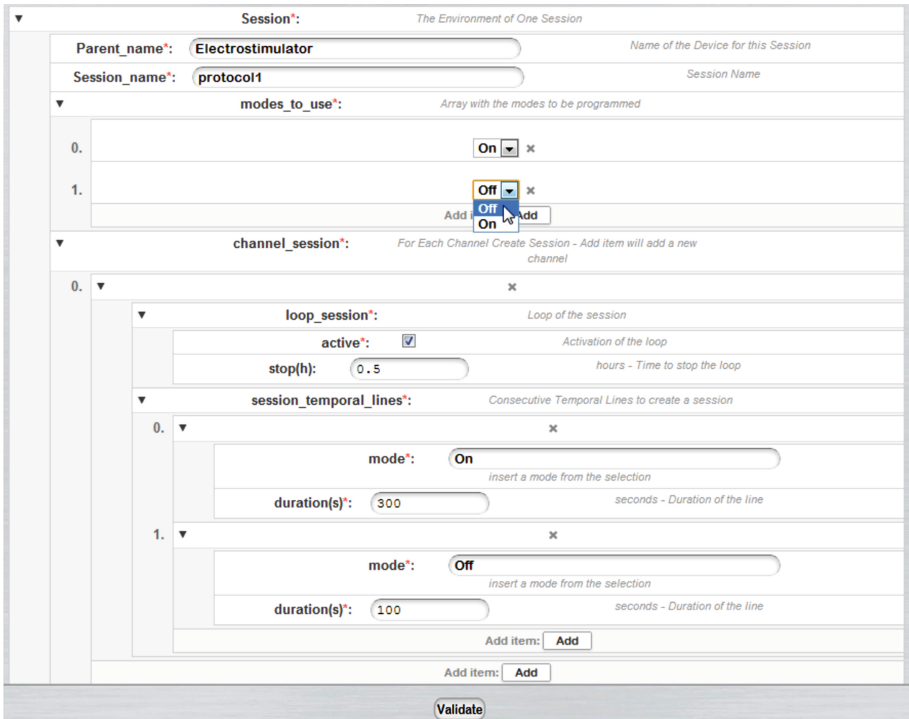 Session*: The Environment of One Session
Parent_name*: Electrostimulator Name of the Device for this Session
Session_name*: protocol1 Session Name
modes_to_use*: Array with the modes to be programmed
0. On
1. Off
Off
Add Add
On
channel_session*: For Each Channel Create Session - Add item will add a new
channel
0.
loop_session*: Loop of the session
active*: Activation of the loop
stop(h): 0.5 hours - Time to stop the loop
session_temporal_lines*: Consecutive Temporal Lines to create a session
0.
mode*: On
insert a mode from the selection
duration(s)*: 300 seconds - Duration of the line
1.
mode*: Off
insert a mode from the selection
duration(s)*: 100 seconds - Duration of the line
Add item: Add
Add item: Add
Validate